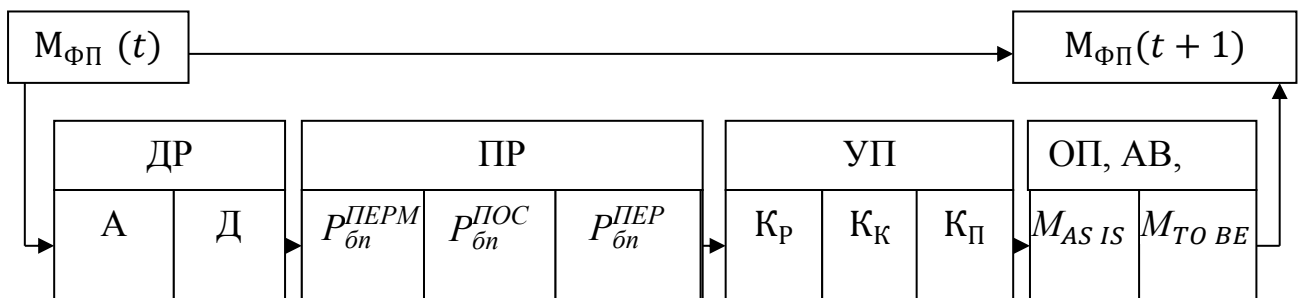 М_ФП (t) М_ФП(t + 1)
ДР ПР УП ОП, АВ,
А Д P_бп^ПЕРМ P_бп^ПОС P_бп^ПЕР К_Р К_К К_П M_AS IS M_TO BE